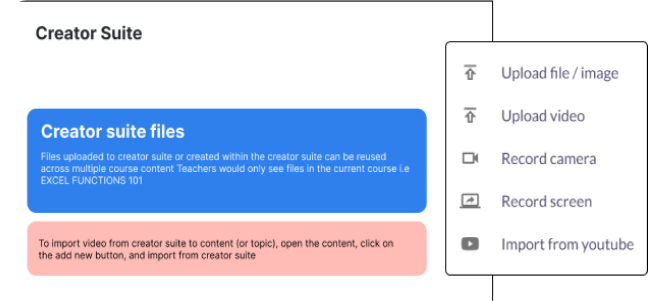 Creator Suite
Creator suite files
Files uploaded to creator suite or created within the creator suite can be reused
across multiple course content Teachers would only see files in the current course i.e
EXCEL FUNCTIONS 101
To import video from creator suite to content (or topic), open the content, click on
the add new button, and import from creator suite
Upload file / image
Upload video
Record camera
Record screen
Import from youtube